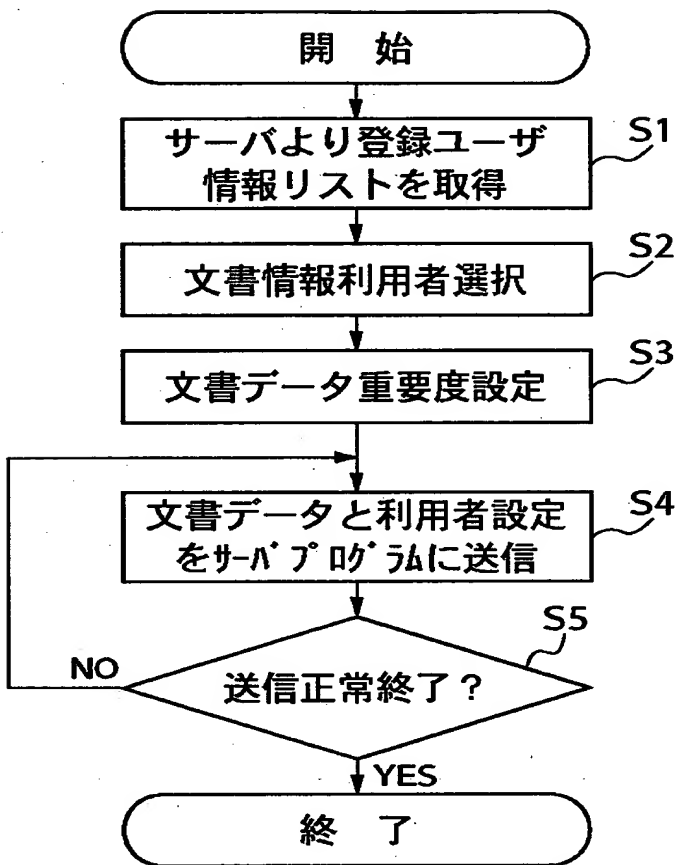 開 始
サーバより登録ユーザ
情報リストを取得
S1
文書情報利用者選択
S2
文書データ重要度設定
S3
文書データと利用者設定
をｻｰﾊﾞﾌﾟﾛｸﾞﾗﾑに送信
S4
送信正常終了？
S5
NO
YES
終 了